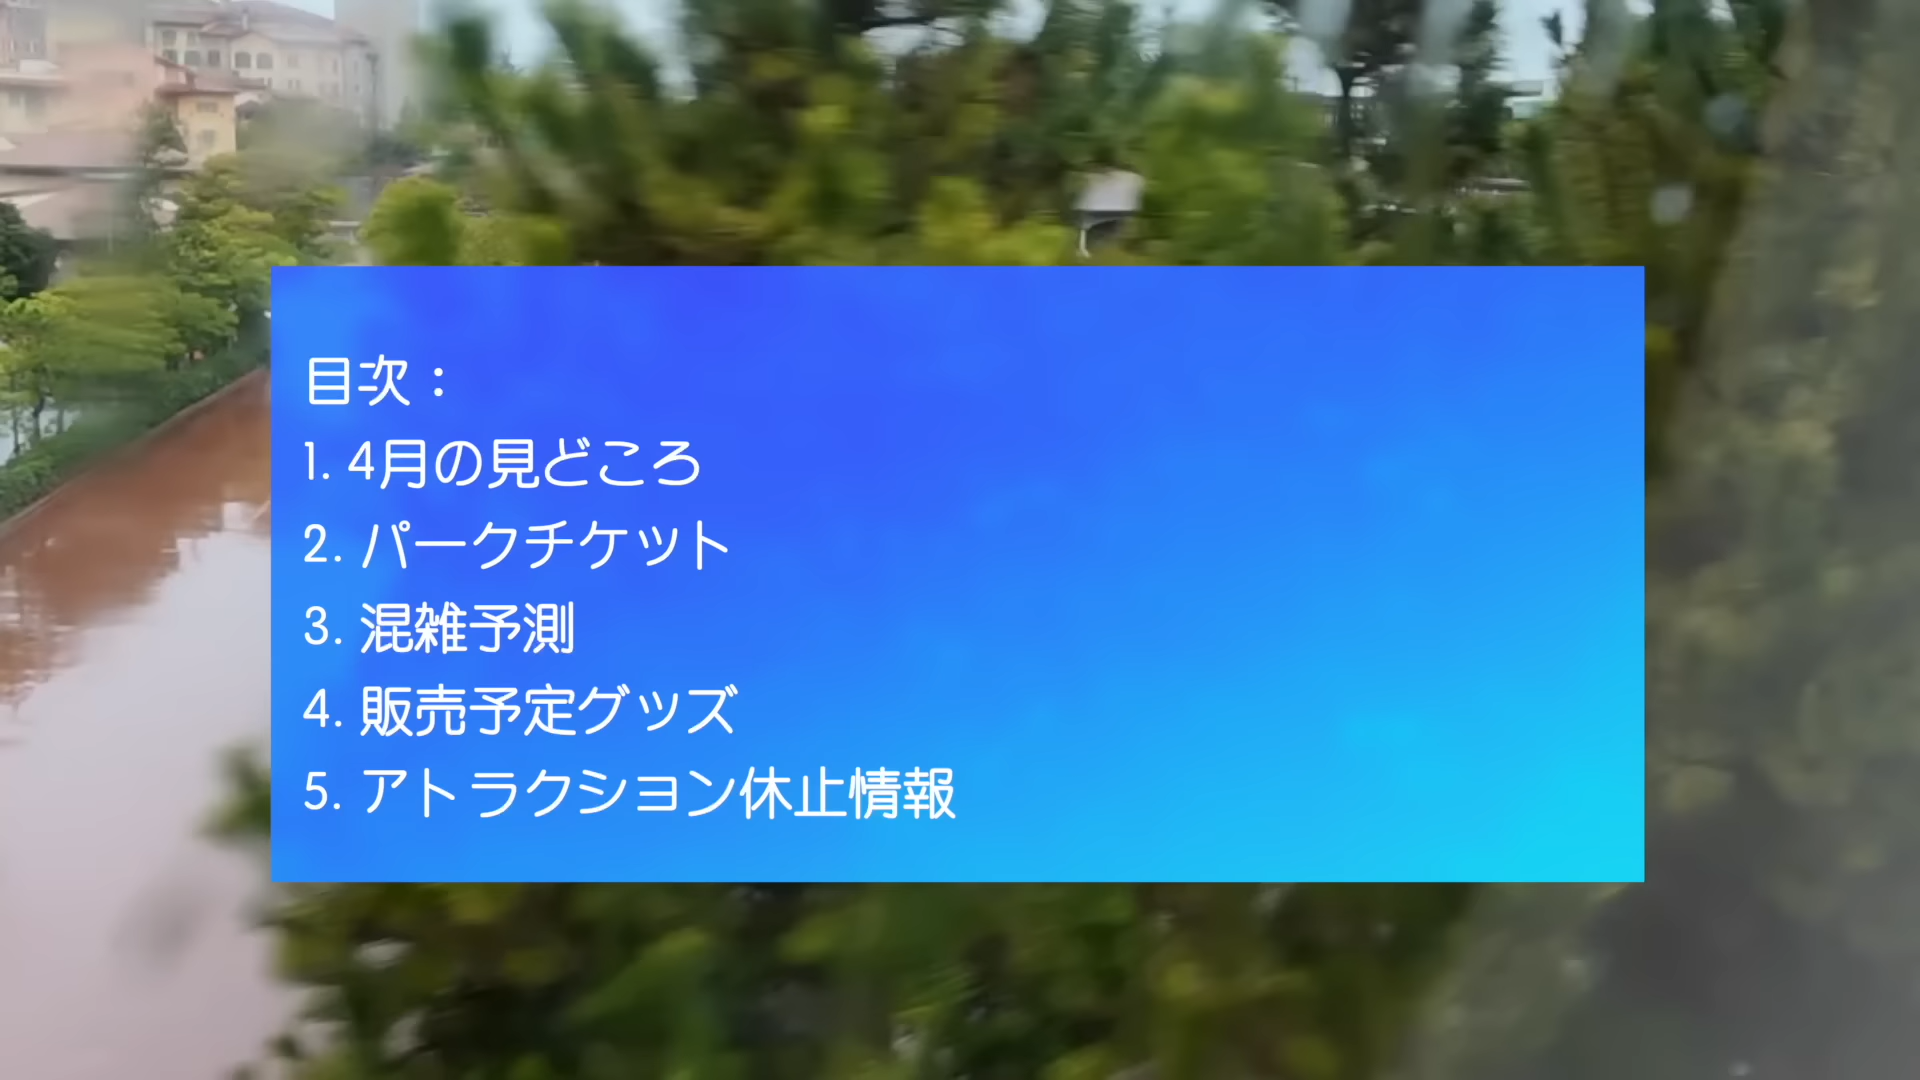 目次：
1. 4月の見どころ
2. パークチケット
3. 混雑予測
4. 販売予定グッズ
5. アトラクション休止情報